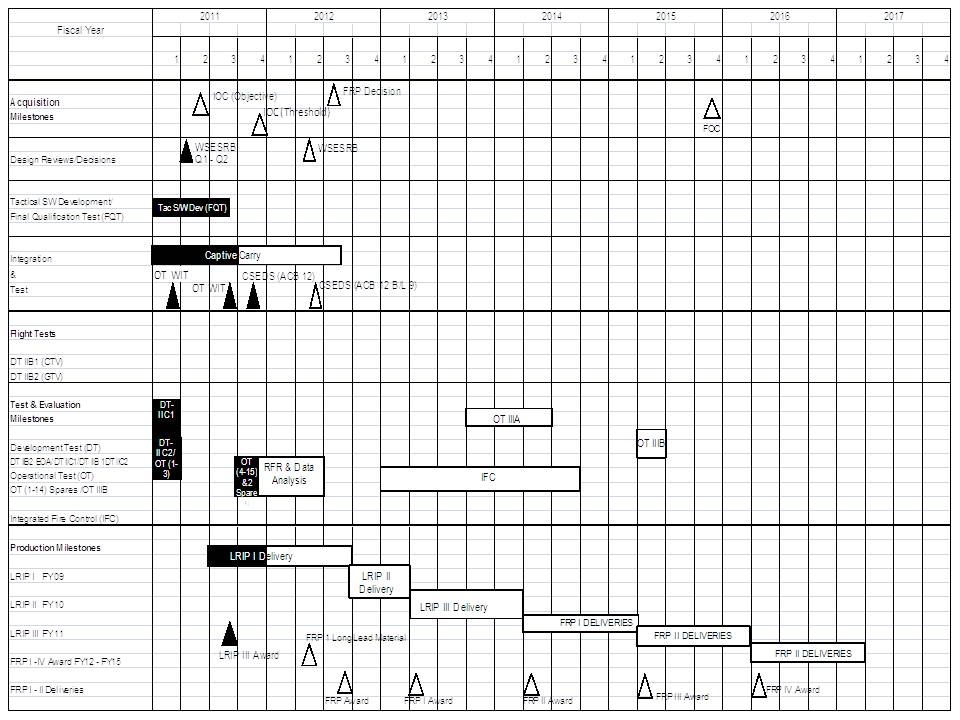 Fiscal Year
2011 2012 2013 2014 2015 2016 2017
1 2 3 4 1 2 3 4 1 2 3 4 1 2 3 4 1 2 3 4 1 2 3 4 1 2 3 4
Acquisition
Milestones
IOC (Objective)
IOC (Threshold)
FRP Decision
FOC
Design Reviews/Decisions
WSESRB
Q1 - Q2
WSESRB
Tactical SW Development/
Final Qualification Test (FQT)
Tac S/W Dev (FQT)
Integration
&
Test
Captive Carry
OT WIT
OT WIT
CSEDS (ACB 12)
CSEDS (ACB 12 B/L 9)
Flight Tests
DT IIB1 (CTV)
DT IIB2 (GTV)
Test & Evaluation
Milestones
DT-
IIC1
OT IIIA
Development Test (DT)
DT IIB2 EOA/DT IIC1/DT IIB 1DT IIC2
Operational Test (OT)
OT (1-14) Spares /OT IIIB
DT-
II C2/
OT (1-
3)
OT
(4-15)
&2
Spare
RFR & Data
Analysis
IFC
OT IIIB
Integrated Fire Control (IFC)
Production Milestones
LRIP I Delivery
LRIP I FY09
LRIP II
Delivery
LRIP II FY10
LRIP III Delivery
FRP I DELIVERIES
LRIP III FY11
FRP II DELIVERIES
LRIP III Award
FRP 1 Long Lead Material
FRP II DELIVERIES
FRP I -IV Award FY12 - FY15
FRP I - II Deliveries
FRP Award
FRP I Award
FRP II Award
FRP III Award
FRP IV Award